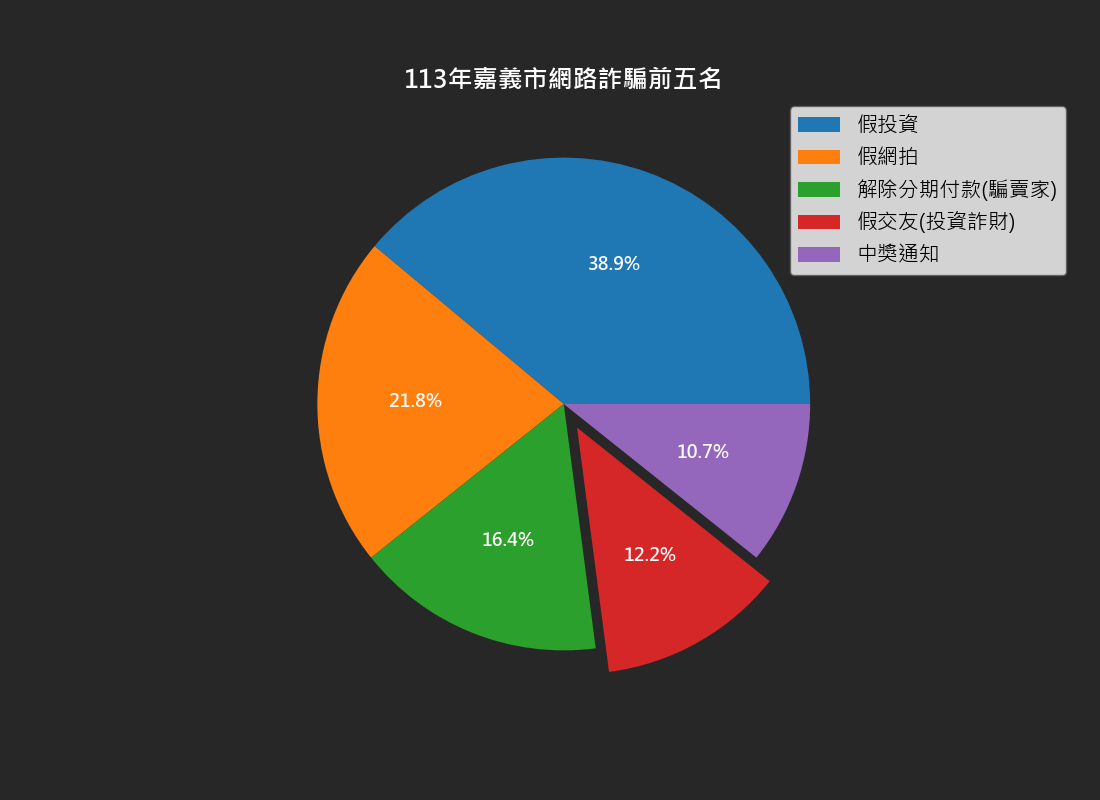 113年嘉義市網路詐騙前五名
假投資
假網拍
解除分期付款(騙賣家)
假交友(投資詐財)
中獎通知
38.9%
21.8%
10.7%
16.4%
12.2%